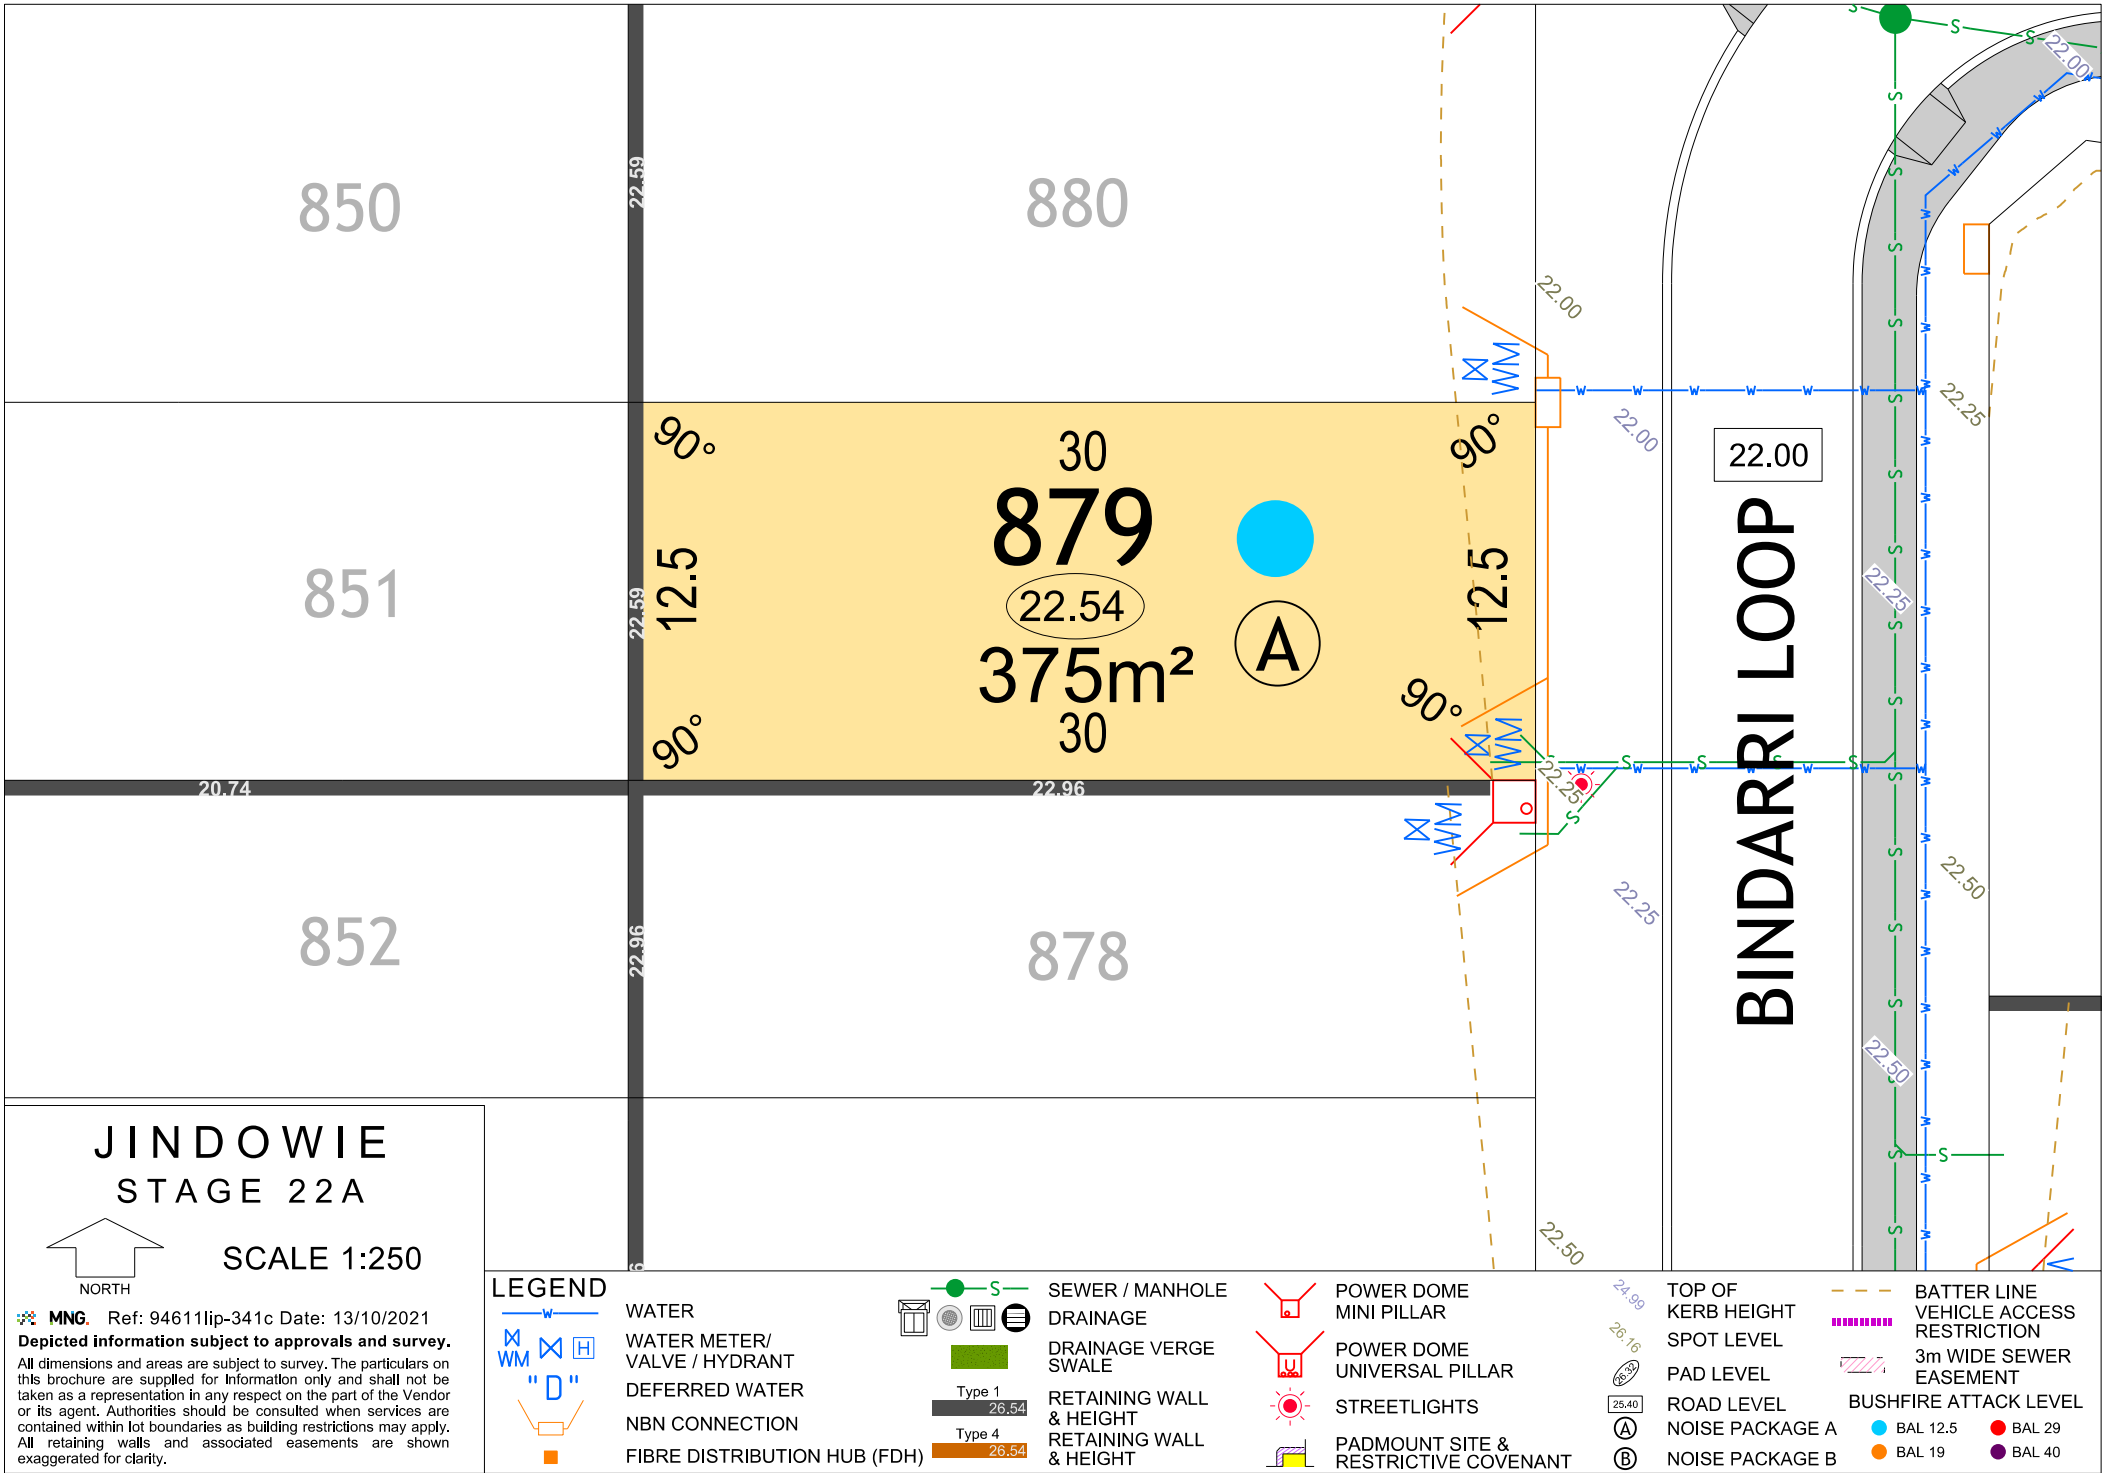 850
880
22.59
22.00
22.00
22.25
22.00
22.00
90°
30
90°
879
12.5
22.59
22.54
A
12.5
375m²
90°
30
90°
851
WM
WM
WM
22.25
22.25
BINDARRI LOOP
20.74
22.96
852
22.96
878
22.25
22.50
22.50
22.50
JINDOWIE
STAGE 22A
NORTH
SCALE 1:250
MNG. Ref: 94611lip-341c Date: 13/10/2021
Depicted information subject to approvals and survey.
All dimensions and areas are subject to survey. The particulars on
this brochure are supplied for information only and shall not be
taken as a representation in any respect on the part of the Vendor
or its agent. Authorities should be consulted when services are
contained within lot boundaries as building restrictions may apply.
All retaining walls and associated easements are shown
exaggerated for clarity.
LEGEND
W WATER
WM H WATER METER/
VALVE / HYDRANT
"D" DEFERRED WATER
NBN CONNECTION
FIBRE DISTRIBUTION HUB (FDH)
S SEWER / MANHOLE
DRAINAGE
DRAINAGE VERGE
SWALE
Type 1
26.54
RETAINING WALL
& HEIGHT
Type 4
26.54
RETAINING WALL
& HEIGHT
POWER DOME
MINI PILLAR
U
POWER DOME
UNIVERSAL PILLAR
STREETLIGHTS
PADMOUNT SITE &
RESTRICTIVE COVENANT
24.99
TOP OF
KERB HEIGHT
26.16
SPOT LEVEL
26.32
PAD LEVEL
25.40
ROAD LEVEL
A NOISE PACKAGE A
B NOISE PACKAGE B
BATTER LINE
VEHICLE ACCESS
RESTRICTION
3m WIDE SEWER
EASEMENT
BUSHFIRE ATTACK LEVEL
BAL 12.5
BAL 29
BAL 19
BAL 40